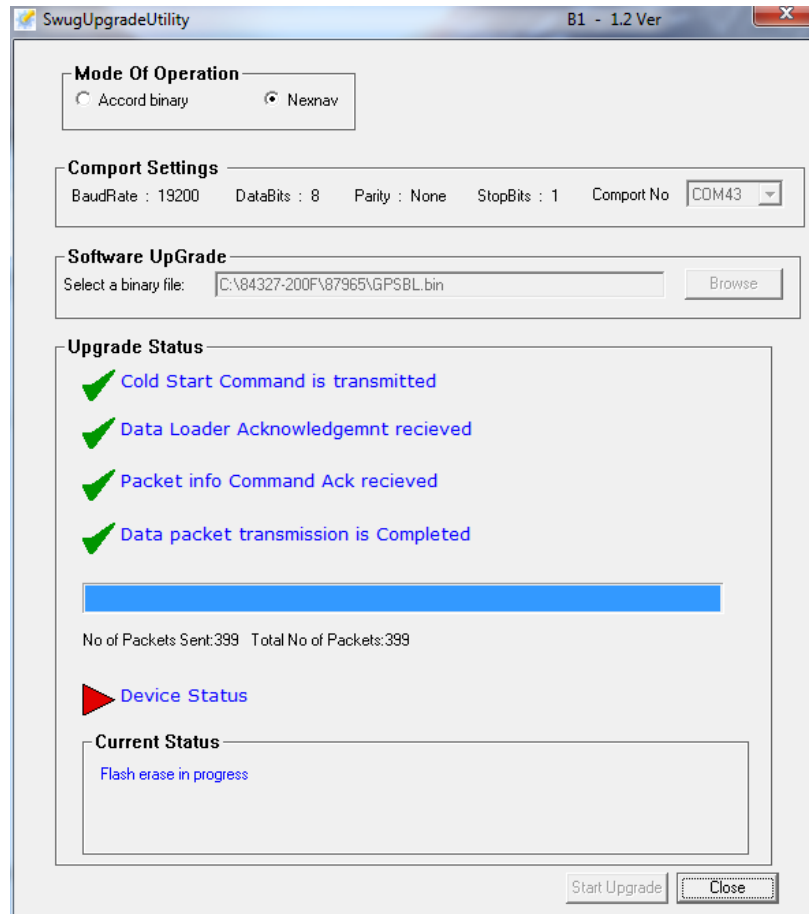 SwugUpgradeUtility B1 - 1.2 Ver
Mode Of Operation
Accord binary Nexnav
Comport Settings
BaudRate : 19200 DataBits : 8 Parity : None StopBits : 1 Comport No COM43
Software UpGrade
Select a binary file: C:\84327-200F\87965\GPSBL.bin Browse
Upgrade Status
Cold Start Command is transmitted
Data Loader Acknowledgemnt recieved
Packet info Command Ack recieved
Data packet transmission is Completed
No of Packets Sent:399 Total No of Packets:399
Device Status
Current Status
Flash erase in progress
Start Upgrade Close